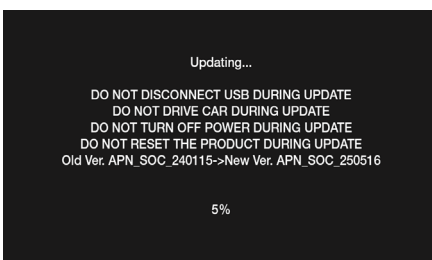 Updating...
DO NOT DISCONNECT USB DURING UPDATE
DO NOT DRIVE CAR DURING UPDATE
DO NOT TURN OFF POWER DURING UPDATE
DO NOT RESET THE PRODUCT DURING UPDATE
Old Ver. APN_SOC_240115->New Ver. APN_SOC_250516
5%